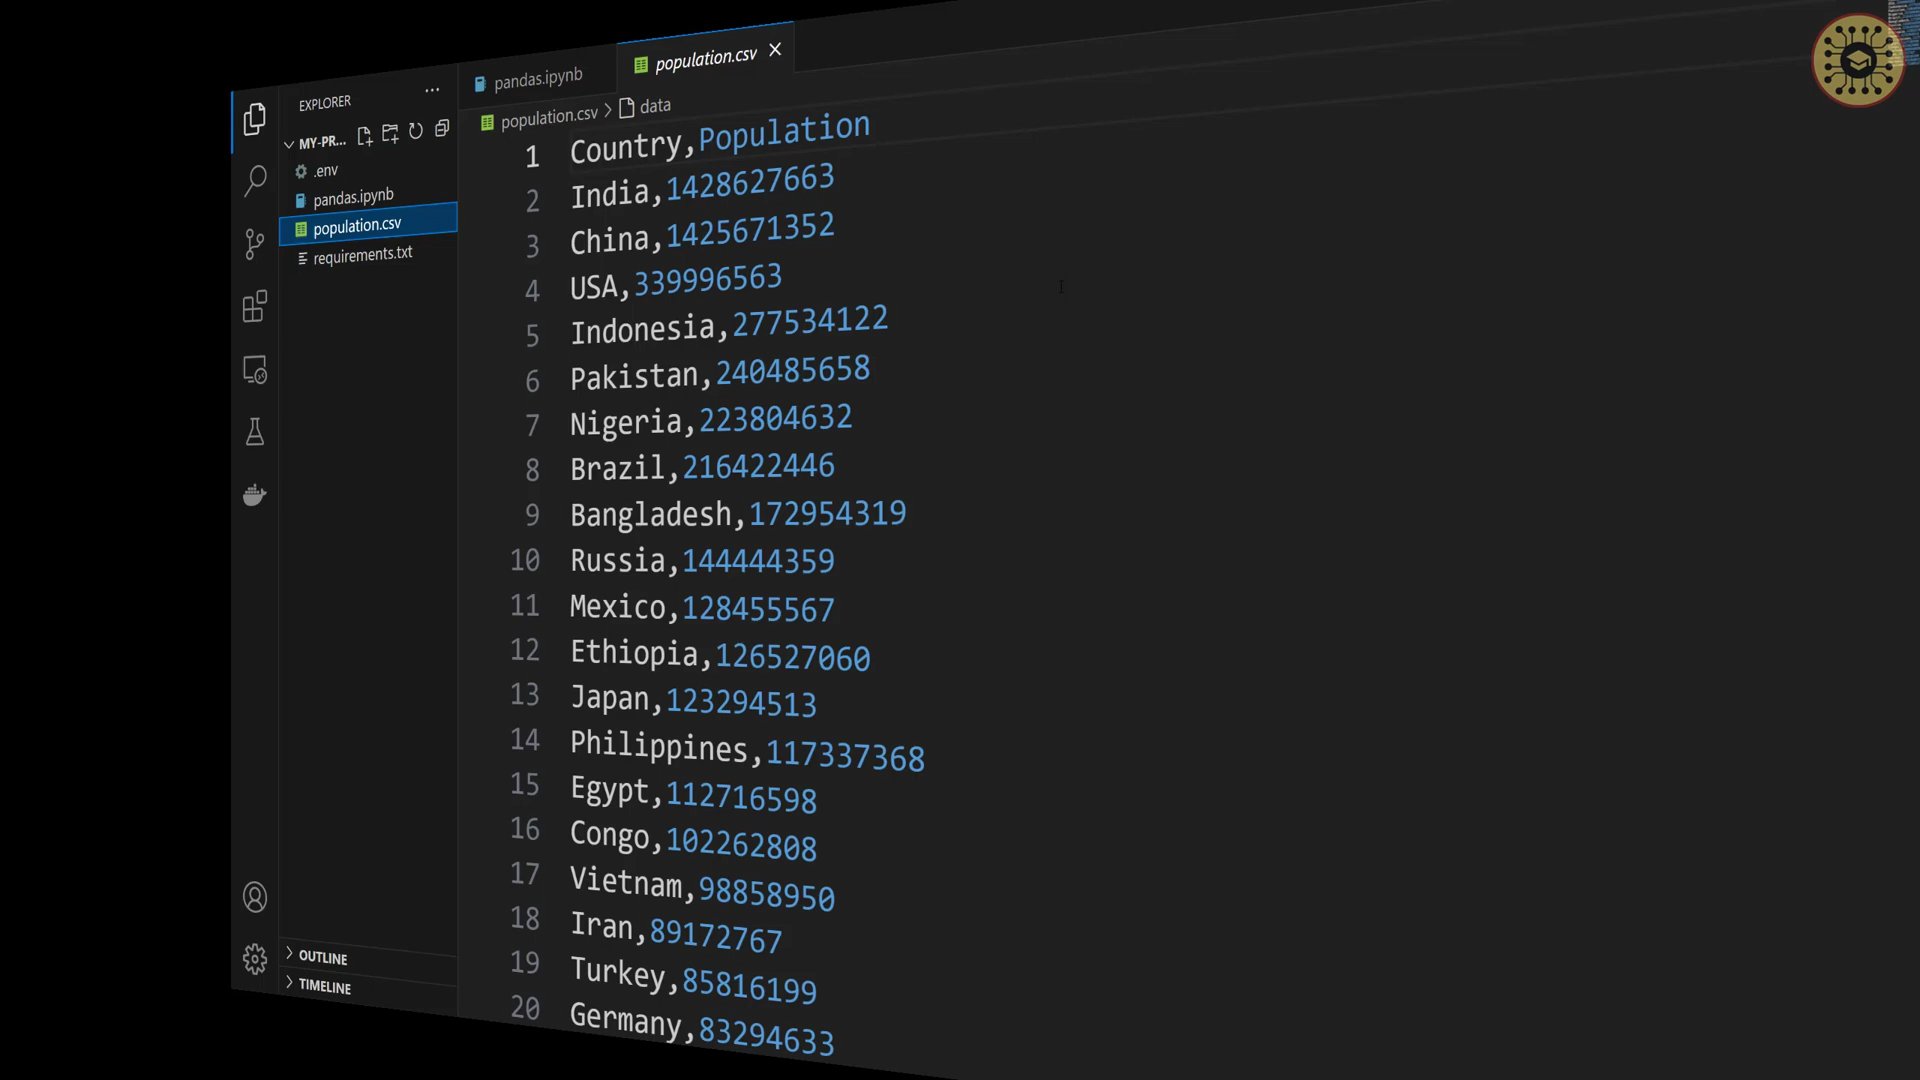 EXPLORER
MY-PR...
.env
pandas.ipynb
population.csv
requirements.txt
OUTLINE
TIMELINE
pandas.ipynb
population.csv
population.csv > data
1 Country,Population
2 India,1428627663
3 China,1425671352
4 USA,339996563
5 Indonesia,277534122
6 Pakistan,240485658
7 Nigeria,223804632
8 Brazil,216422446
9 Bangladesh,172954319
10 Russia,144444359
11 Mexico,128455567
12 Ethiopia,126527060
13 Japan,123294513
14 Philippines,117337368
15 Egypt,112716598
16 Congo,102262808
17 Vietnam,98858950
18 Iran,89172767
19 Turkey,85816199
20 Germany,83294633